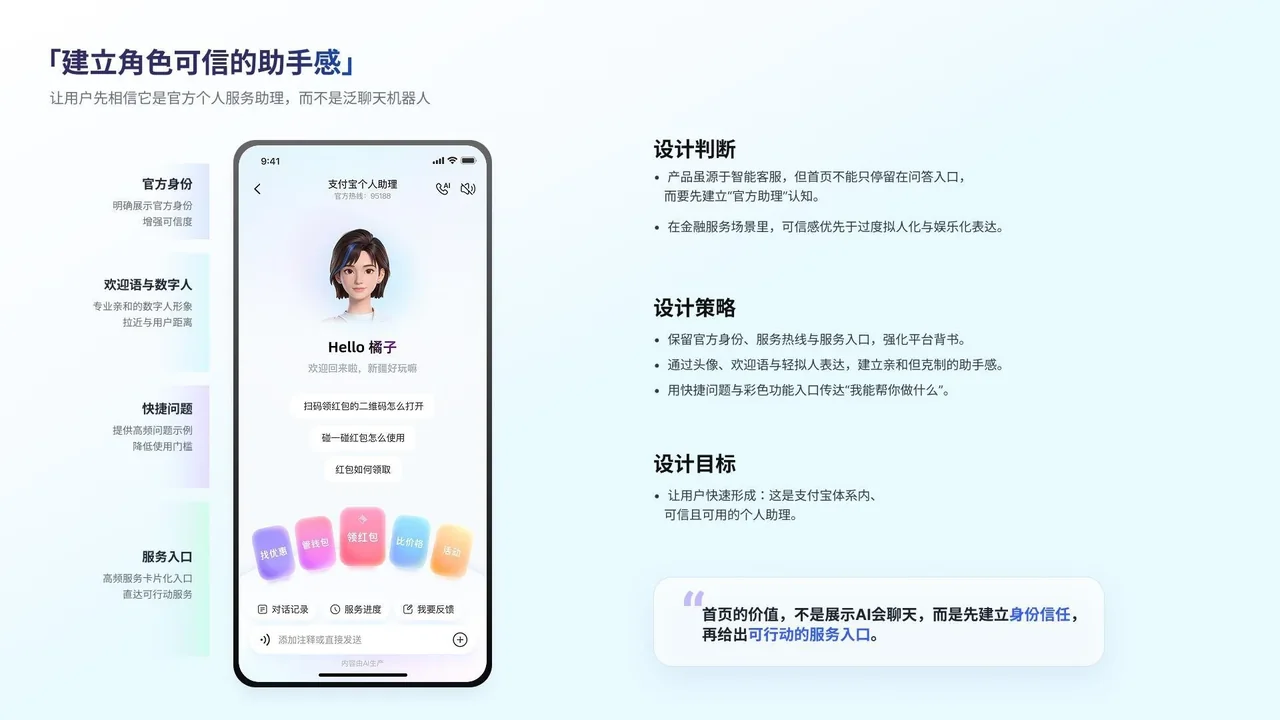 「建立角色可信的助手感」
让用户先相信它是官方个人服务助理，而不是泛聊天机器人
官方身份
明确展示官方身份
增强可信度
欢迎语与数字人
专业亲和的数字人形象
拉近与用户距离
快捷问题
提供高频问题示例
降低使用门槛
服务入口
高频服务卡片化入口
直达可行动服务
9:41
支付宝个人助理
官方热线：95188
AI
Hello 橘子
欢迎回来啦，新疆好玩嘛
扫码领红包的二维码怎么打开
碰一碰红包怎么使用
红包如何领取
找优惠
管钱包
领红包
比价格
活动
对话记录
服务进度
我要反馈
添加注释或直接发送
内容由AI生产
设计判断
• 产品虽源于智能客服，但首页不能只停留在问答入口，
而要先建立“官方助理”认知。
• 在金融服务场景里，可信感优先于过度拟人化与娱乐化表达。
设计策略
• 保留官方身份、服务热线与服务入口，强化平台背书。
• 通过头像、欢迎语与轻拟人表达，建立亲和但克制的助手感。
• 用快捷问题与彩色功能入口传达“我能帮你做什么”。
设计目标
• 让用户快速形成：这是支付宝体系内、
可信且可用的个人助理。
“
首页的价值，不是展示AI会聊天，而是先建立身份信任，
再给出可行动的服务入口。